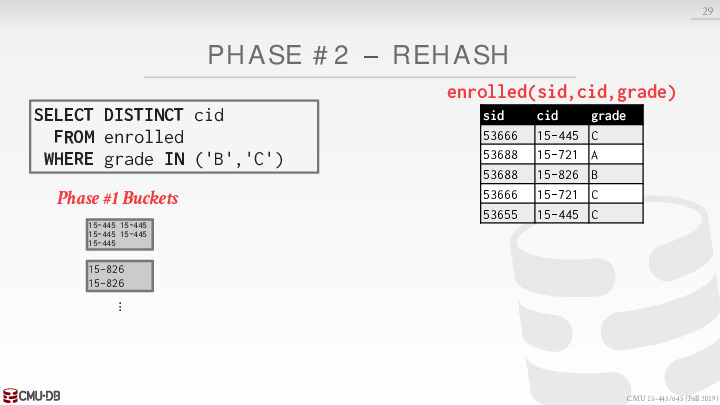 29
PHASE #2 – REHASH
SELECT DISTINCT cid
FROM enrolled
WHERE grade IN ('B','C')
enrolled(sid,cid,grade)
sid cid grade
53666 15-445 C
53688 15-721 A
53688 15-826 B
53666 15-721 C
53655 15-445 C
Phase #1 Buckets
15-445 15-445
15-445 15-445
15-445
15-826
15-826
⋮
CMU·DB
CMU 15-445/645 (Fall 2019)